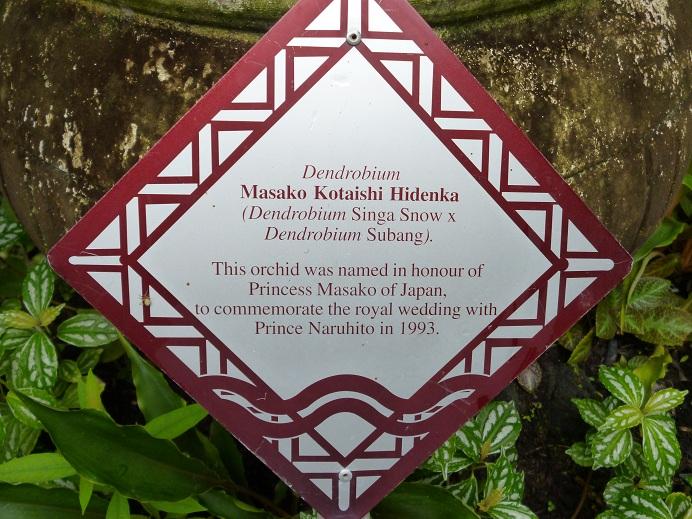 Dendrobium
Masako Kotaishi Hidenka
(Dendrobium Singa Snow x
Dendrobium Subang).
This orchid was named in honour of
Princess Masako of Japan,
to commemorate the royal wedding with
Prince Naruhito in 1993.